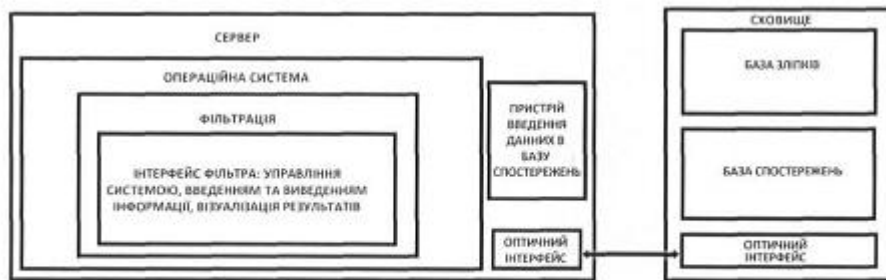 СЕРВЕР
ОПЕРАЦІЙНА СИСТЕМА
ФІЛЬТРАЦІЯ
ІНТЕРФЕЙС ФІЛЬТРА: УПРАВЛІННЯ
СИСТЕМОЮ, ВВЕДЕННЯМ ТА ВИВЕДЕННЯМ
ІНФОРМАЦІЇ, ВІЗУАЛІЗАЦІЯ РЕЗУЛЬТАТІВ
ПРИСТРІЙ
ВВЕДЕННЯ
ДАННИХ В
БАЗУ
СПОСТЕРЕЖЕНЬ
ОПТИЧНИЙ
ІНТЕРФЕЙС
СХОВИЩЕ
БАЗА ЗЛІПКІВ
БАЗА СПОСТЕРЕЖЕНЬ
ОПТИЧНИЙ
ІНТЕРФЕЙС